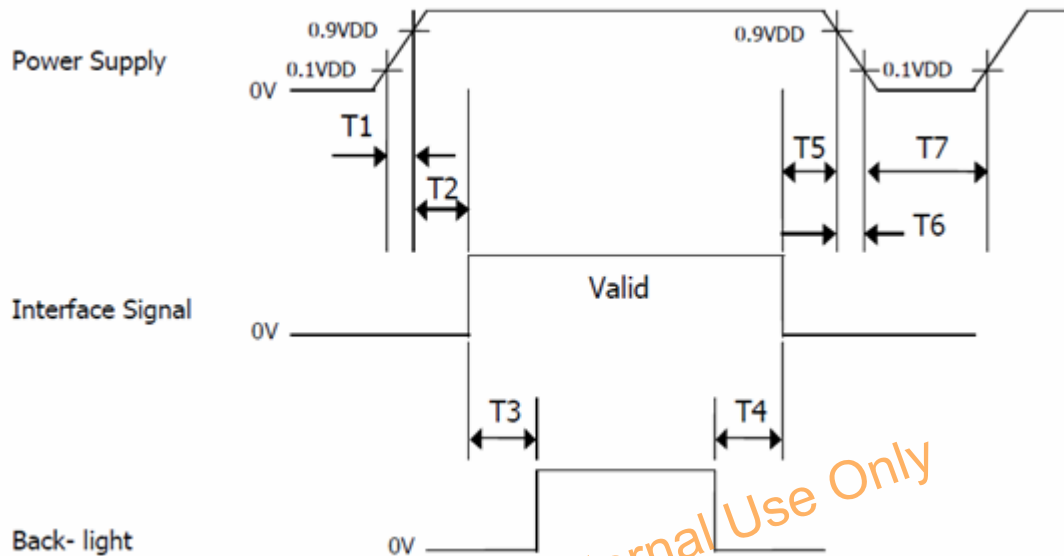 0.9VDD
0.9VDD
Power Supply
0.1VDD
0.1VDD
0V
T1
T5
T7
T2
T6
Valid
Interface Signal
0V
T3
T4
Use Only
Back- light
0V